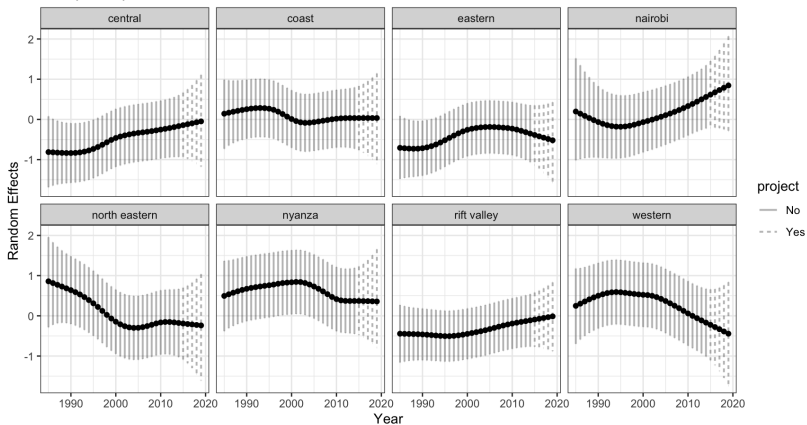 central coast eastern nairobi
2
1
0
-1
Random Effects
north eastern nyanza rift valley western
2
1
0
-1
1990 2000 2010 2020 1990 2000 2010 2020 1990 2000 2010 2020 1990 2000 2010 2020
Year
project
No
Yes